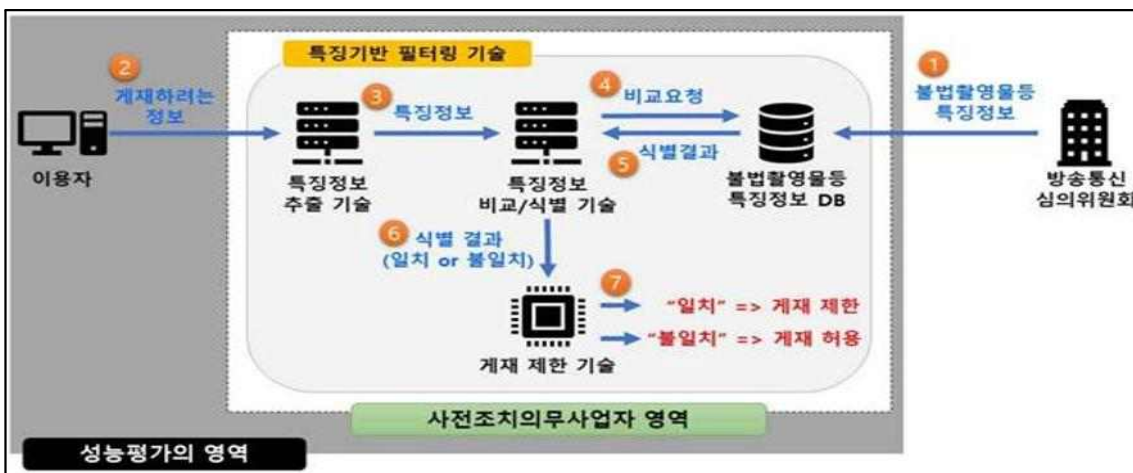 특징기반 필터링 기술
2
게재하려는
정보
이용자
3
특징정보
특징정보
추출 기술
4
비교요청
5
식별결과
특징정보
비교/식별 기술
불법촬영물등
특징정보 DB
1
불법촬영물등
특징정보
방송통신
심의위원회
6
식별 결과
(일치 or 불일치)
7
"일치" => 게재 제한
"불일치" => 게재 허용
게재 제한 기술
사전조치의무사업자 영역
성능평가의 영역